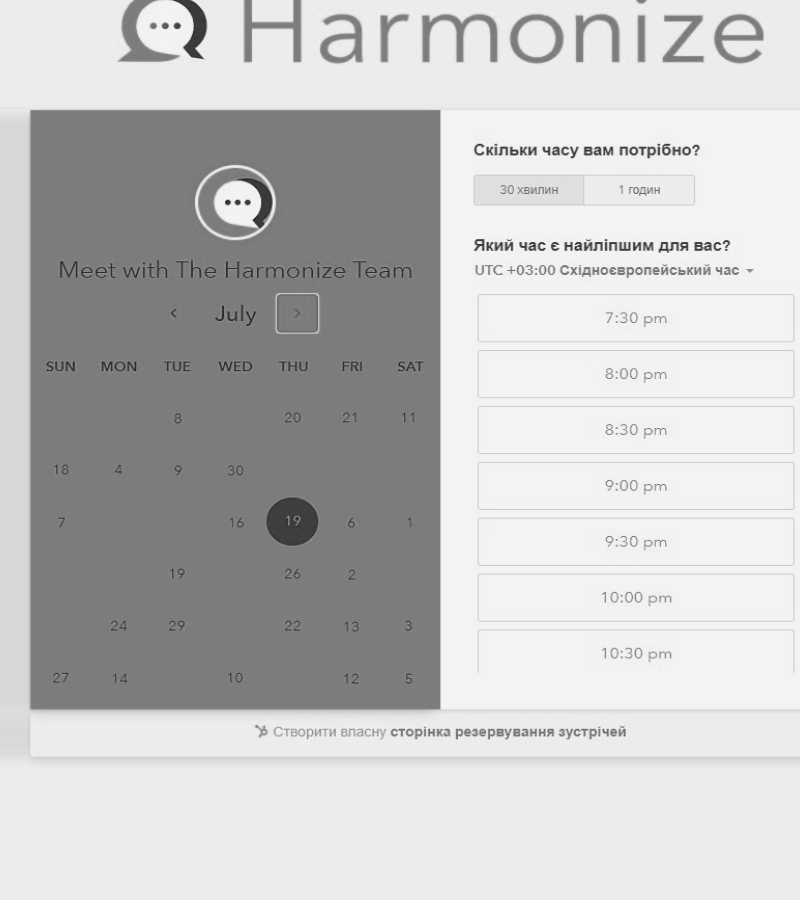 Harmonize
Meet with The Harmonize Team
July
SUN MON TUE WED THU FRI SAT
8 20 21 11
18 4 9 30
7 16 19 6 1
19 26 2
24 29 22 13 3
27 14 10 12 5
Скільки часу вам потрібно?
30 хвилин 1 годин
Який час є найліпшим для вас?
UTC +03:00 Східноєвропейський час
7:30 pm
8:00 pm
8:30 pm
9:00 pm
9:30 pm
10:00 pm
10:30 pm
Створити власну сторінка резервування зустрічей